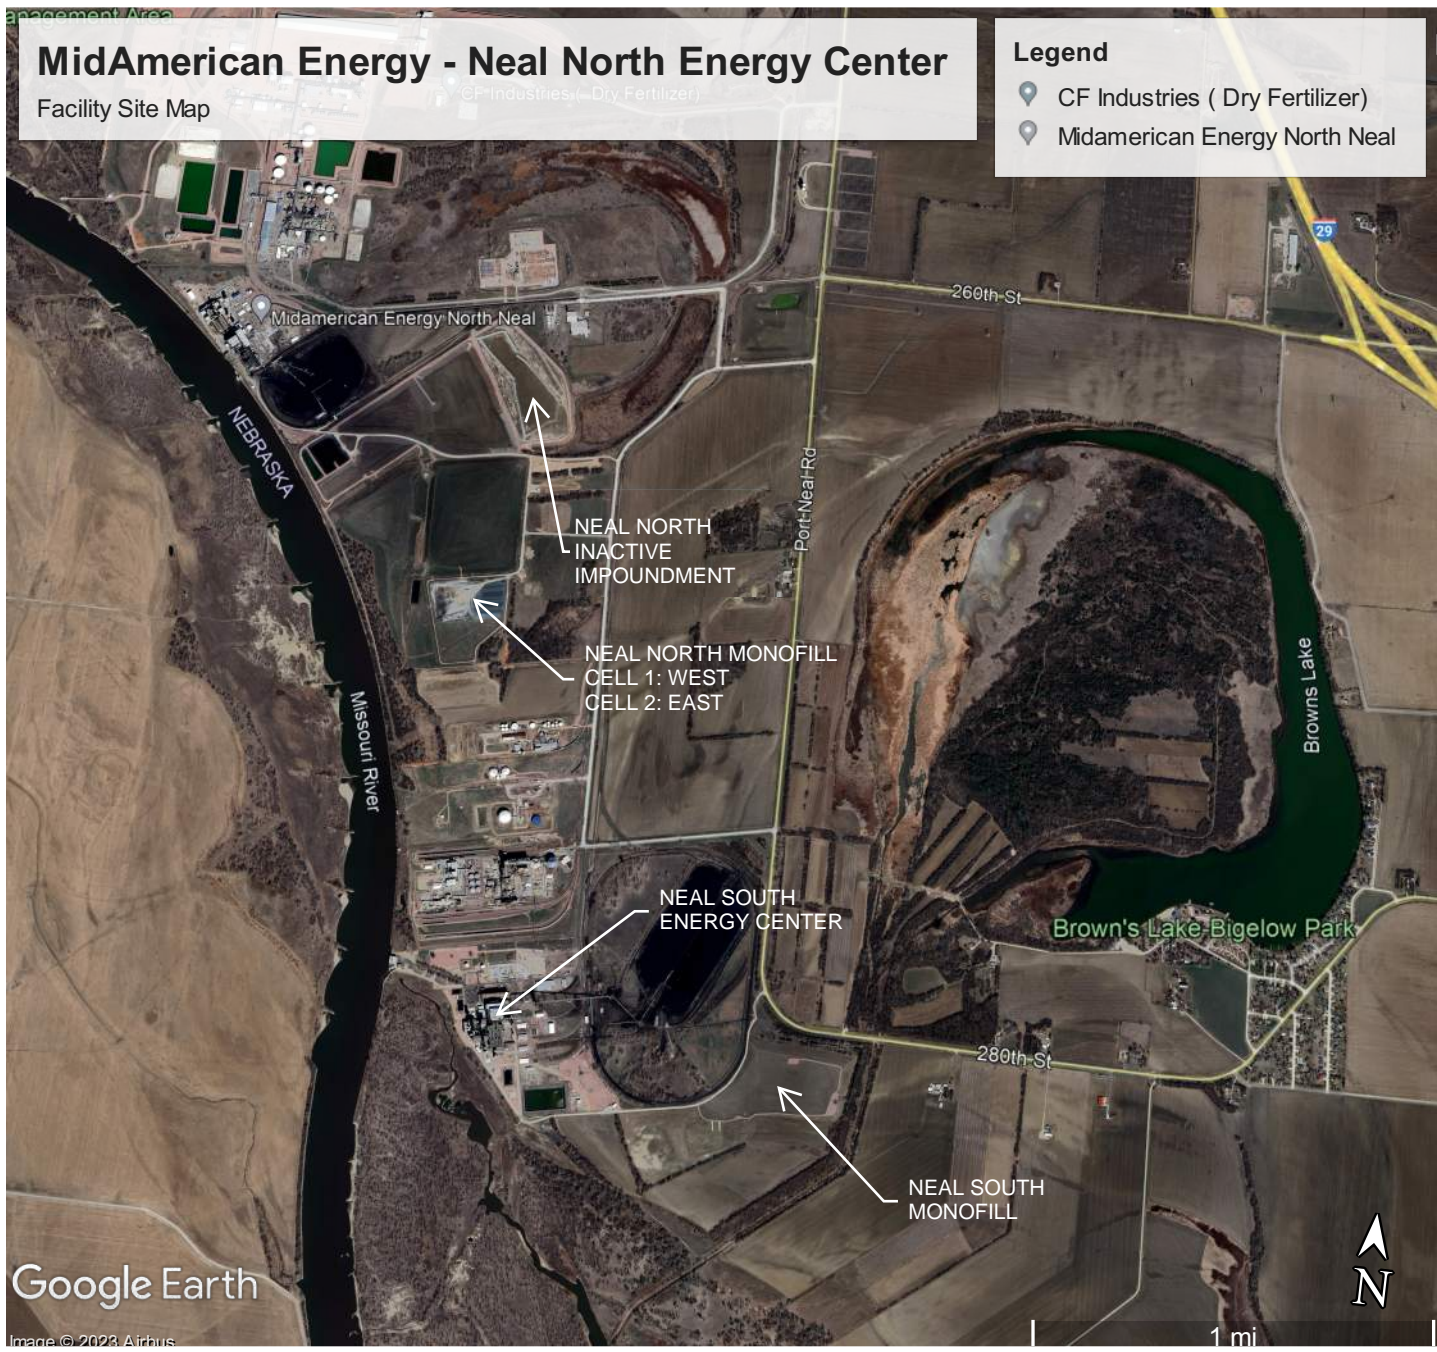 anagement Area
MidAmerican Energy - Neal North Energy Center
Facility Site Map
CF Industries ( Dry Fertilizer)
Legend
CF Industries ( Dry Fertilizer)
Midamerican Energy North Neal
29
260th St
Midamerican Energy North Neal
NEBRASKA
Port Neal Rd
NEAL NORTH
INACTIVE
IMPOUNDMENT
NEAL NORTH MONOFILL
CELL 1: WEST
CELL 2: EAST
Browns Lake
Missouri River
NEAL SOUTH
ENERGY CENTER
Brown's Lake Bigelow Park
280th St
NEAL SOUTH
MONOFILL
N
Google Earth
Image © 2023 Airbus
1 mi